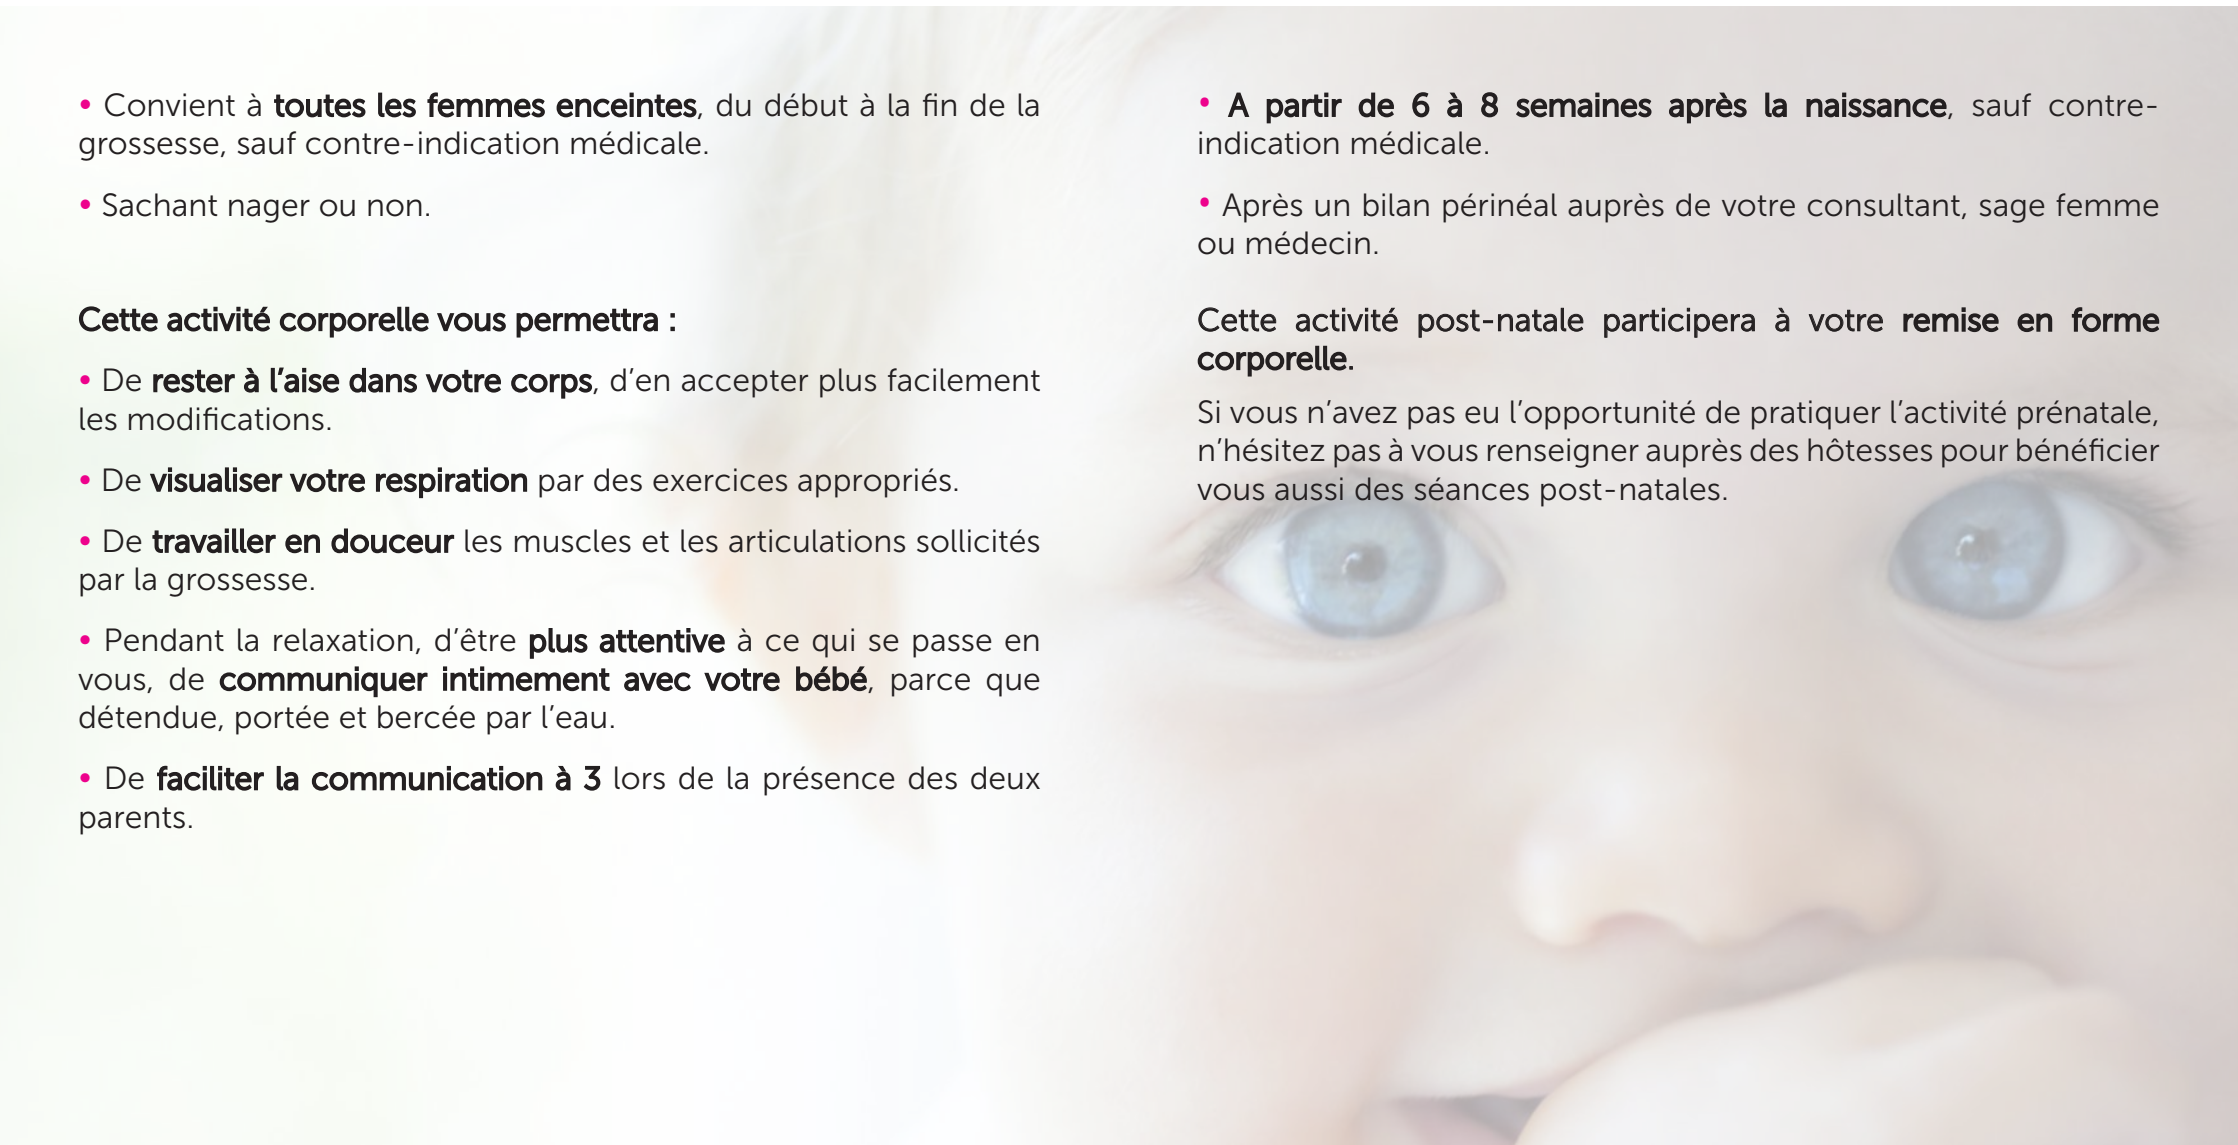 • Convient à toutes les femmes enceintes, du début à la fin de la
grossesse, sauf contre-indication médicale.
• Sachant nager ou non.
Cette activité corporelle vous permettra :
• De rester à l’aise dans votre corps, d’en accepter plus facilement
les modifications.
• De visualiser votre respiration par des exercices appropriés.
• De travailler en douceur les muscles et les articulations sollicités
par la grossesse.
• Pendant la relaxation, d’être plus attentive à ce qui se passe en
vous, de communiquer intimement avec votre bébé, parce que
détendue, portée et bercée par l’eau.
• De faciliter la communication à 3 lors de la présence des deux
parents.
• A partir de 6 à 8 semaines après la naissance, sauf contre-
indication médicale.
• Après un bilan périnéal auprès de votre consultant, sage femme
ou médecin.
Cette activité post-natale participera à votre remise en forme
corporelle.
Si vous n’avez pas eu l’opportunité de pratiquer l’activité prénatale,
n’hésitez pas à vous renseigner auprès des hôtesses pour bénéficier
vous aussi des séances post-natales.